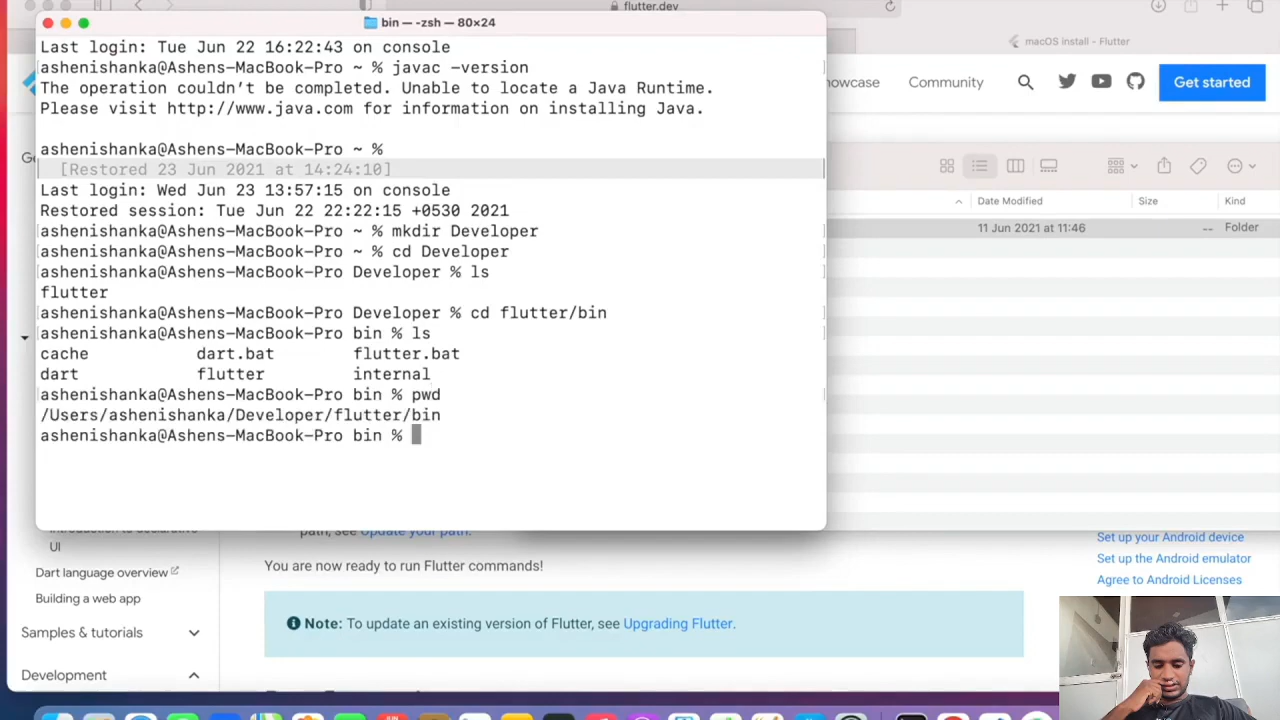 flutter.dev
bin — -zsh — 80×24
macOS install - Flutter
Last login: Tue Jun 22 16:22:43 on console
ashenishanka@Ashens-MacBook-Pro ~ % javac -version
The operation couldn't be completed. Unable to locate a Java Runtime.
Please visit http://www.java.com for information on installing Java.
howcase Community Get started
ashenishanka@Ashens-MacBook-Pro ~ %
[Restored 23 Jun 2021 at 14:24:10]
Last login: Wed Jun 23 13:57:15 on console
Restored session: Tue Jun 22 22:22:15 +0530 2021
ashenishanka@Ashens-MacBook-Pro ~ % mkdir Developer
ashenishanka@Ashens-MacBook-Pro ~ % cd Developer
ashenishanka@Ashens-MacBook-Pro Developer % ls
flutter
ashenishanka@Ashens-MacBook-Pro Developer % cd flutter/bin
ashenishanka@Ashens-MacBook-Pro bin % ls
cache dart.bat flutter.bat
dart flutter internal
ashenishanka@Ashens-MacBook-Pro bin % pwd
/Users/ashenishanka/Developer/flutter/bin
ashenishanka@Ashens-MacBook-Pro bin %
Date Modified Size Kind
11 Jun 2021 at 11:46 -- Folder
UI
Dart language overview
Building a web app
Samples & tutorials
Development
path, see Update your path.
You are now ready to run Flutter commands!
Note: To update an existing version of Flutter, see Upgrading Flutter.
Set up your Android device
Set up the Android emulator
Agree to Android Licenses